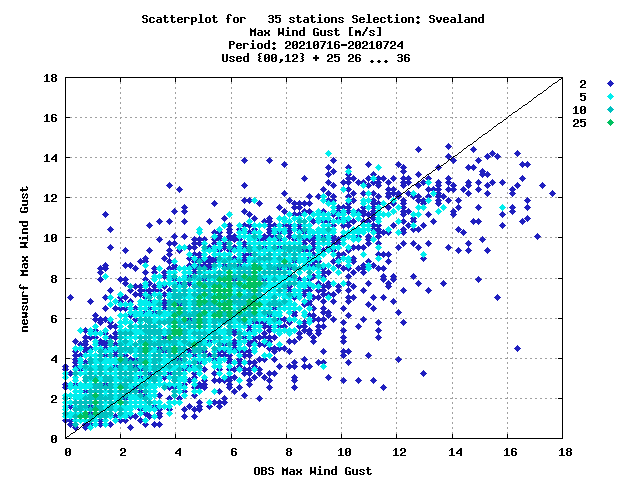 Scatterplot for   35 stations Selection: Svealand
Max Wind Gust [m/s]
Period: 20210716-20210724
Used {00,12} + 25 26 ... 36
2
5
10
25
18
16
14
12
10
8
6
4
2
0
newsurf Max Wind Gust
0 2 4 6 8 10 12 14 16 18
OBS Max Wind Gust